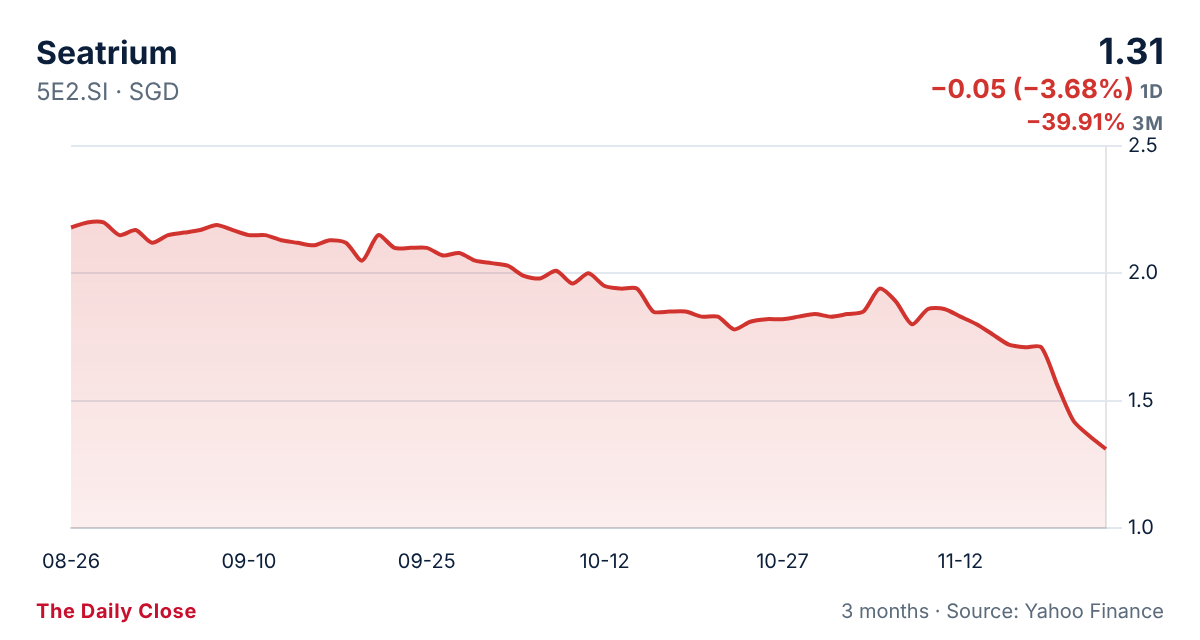 Seatrium
1.31
5E2.SI · SGD
−0.05 (−3.68%) 1D
−39.91% 3M
2.5
2.0
1.5
1.0
08-26 09-10 09-25 10-12 10-27 11-12
The Daily Close
3 months · Source: Yahoo Finance